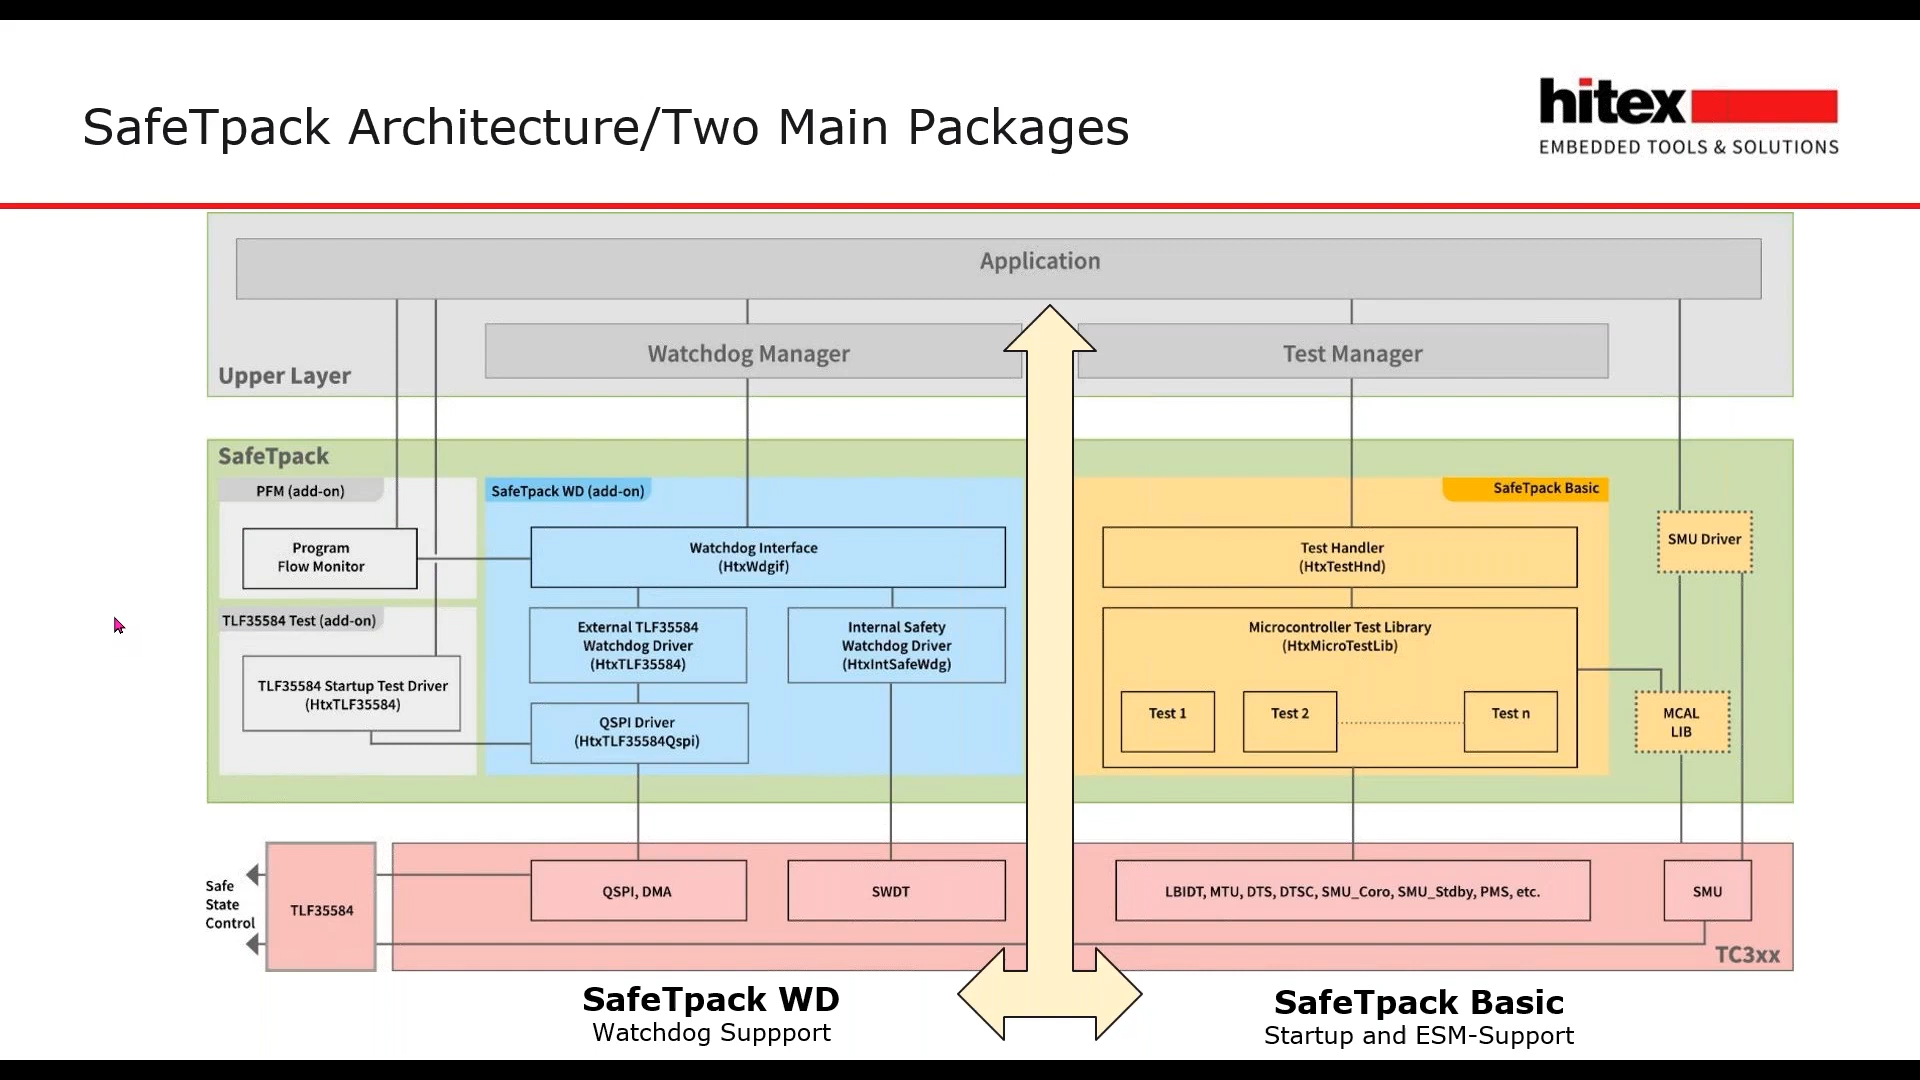 SafeTpack Architecture/Two Main Packages
hitex
EMBEDDED TOOLS & SOLUTIONS
Application
Watchdog Manager
Test Manager
Upper Layer
SafeTpack
PFM (add-on)
SafeTpack WD (add-on)
SafeTpack Basic
Program
Flow Monitor
Watchdog Interface
(HtxWdgif)
Test Handler
(HtxTestHnd)
SMU Driver
TLF35584 Test (add-on)
External TLF35584
Watchdog Driver
(HtxTLF35584)
Internal Safety
Watchdog Driver
(HtxIntSafeWdg)
Microcontroller Test Library
(HtxMicroTestLib)
TLF35584 Startup Test Driver
(HtxTLF35584)
QSPI Driver
(HtxTLF35584Qspi)
Test 1
Test 2
Test n
MCAL
LIB
Safe
State
Control
TLF35584
QSPI, DMA
SWDT
LBIDT, MTU, DTS, DTSC, SMU_Coro, SMU_Stdby, PMS, etc.
SMU
TC3xx
SafeTpack WD
Watchdog Suppport
SafeTpack Basic
Startup and ESM-Support